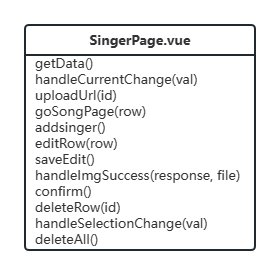 SingerPage.vue
getData()
handleCurrentChange(val)
uploadUrl(id)
goSongPage(row)
addsinger()
editRow(row)
saveEdit()
handleImgSuccess(response, file)
confirm()
deleteRow(id)
handleSelectionChange(val)
deleteAll()